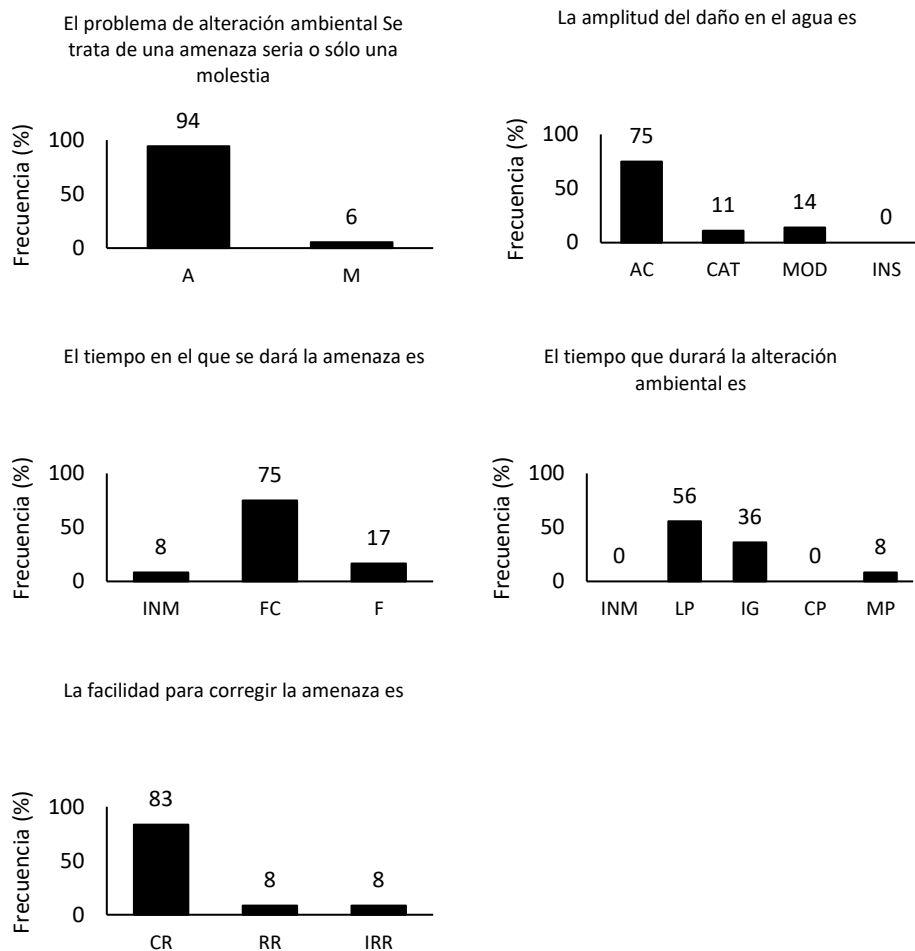 El problema de alteración ambiental Se
trata de una amenaza seria o sólo una
molestia
Frecuencia (%)
100
50
0
94
6
A
M
La amplitud del daño en el agua es
Frecuencia (%)
100
50
0
75
11
14
0
AC
CAT
MOD
INS
El tiempo en el que se dará la amenaza es
Frecuencia (%)
100
50
0
8
75
17
INM
FC
F
El tiempo que durará la alteración
ambiental es
Frecuencia (%)
100
50
0
0
56
36
0
8
INM
LP
IG
CP
MP
La facilidad para corregir la amenaza es
Frecuencia (%)
100
50
0
83
8
8
CR
RR
IRR